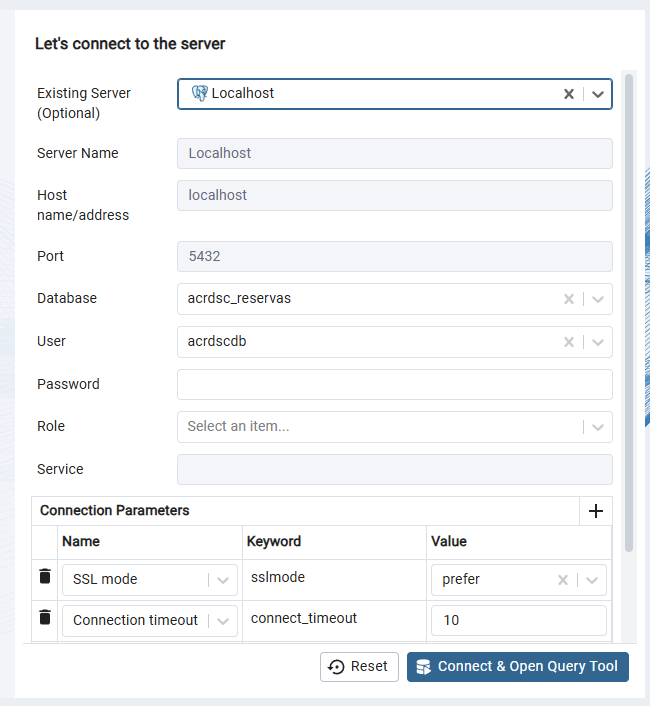 Let's connect to the server
Existing Server
(Optional)
Localhost
Server Name
Localhost
Host
name/address
localhost
Port
5432
Database
acrdsc_reservas
User
acrdscdb
Password
Role
Select an item...
Service
Connection Parameters
Name Keyword Value
SSL mode sslmode prefer
Connection timeout connect_timeout 10
Reset Connect & Open Query Tool